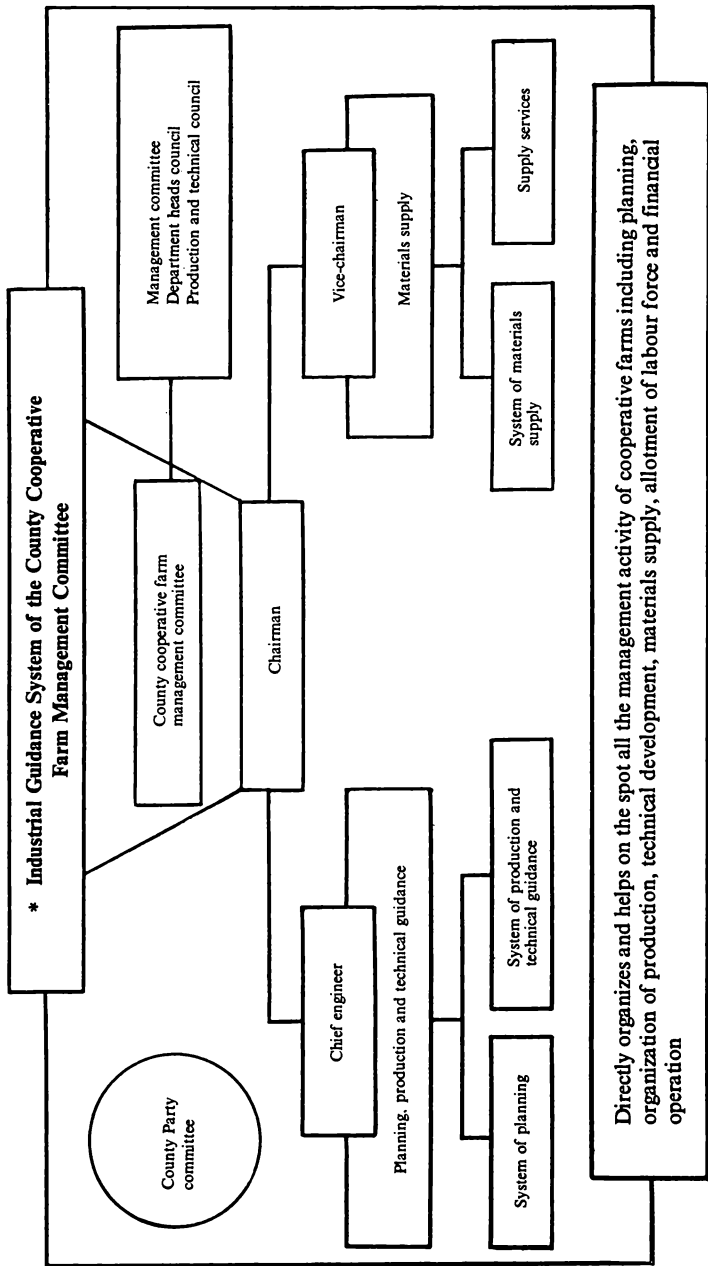 * Industrial Guidance System of the County Cooperative
Farm Management Committee
County Party
committee
County cooperative farm
management committee
Management committee
Department heads council
Production and technical council
Chairman
Chief engineer
Planning, production and technical guidance
Vice-chairman
Materials supply
System of planning
System of production and
technical guidance
System of materials
supply
Supply services
Directly organizes and helps on the spot all the management activity of cooperative farms including planning,
organization of production, technical development, materials supply, allotment of labour force and financial
operation